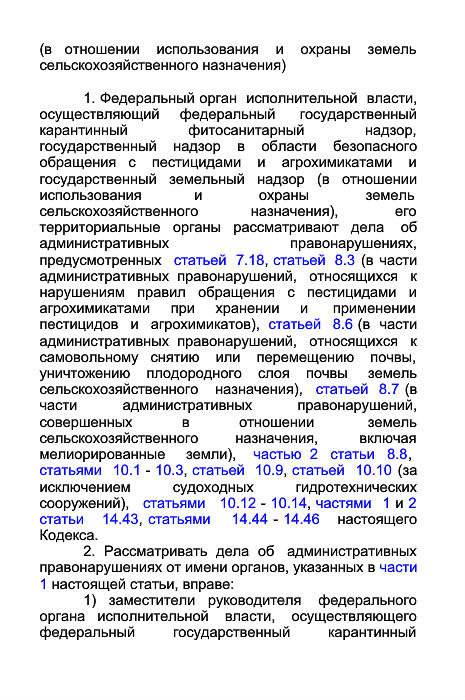 (в отношении использования и охраны земель
сельскохозяйственного назначения)
1. Федеральный орган исполнительной власти,
осуществляющий федеральный государственный
карантинный фитосанитарный надзор,
государственный надзор в области безопасного
обращения с пестицидами и агрохимикатами и
государственный земельный надзор (в отношении
использования и охраны земель
сельскохозяйственного назначения), его
территориальные органы рассматривают дела об
административных правонарушениях,
предусмотренных статьей 7.18, статьей 8.3 (в части
административных правонарушений, относящихся к
нарушениям правил обращения с пестицидами и
агрохимикатами при хранении и применении
пестицидов и агрохимикатов), статьей 8.6 (в части
административных правонарушений, относящихся к
самовольному снятию или перемещению почвы,
уничтожению плодородного слоя почвы земель
сельскохозяйственного назначения), статьей 8.7 (в
части административных правонарушений,
совершенных в отношении земель
сельскохозяйственного назначения, включая
мелиорированные земли), частью 2 статьи 8.8,
статьями 10.1 - 10.3, статьей 10.9, статьей 10.10 (за
исключением судоходных гидротехнических
сооружений), статьями 10.12 - 10.14, частями 1 и 2
статьи 14.43, статьями 14.44 - 14.46 настоящего
Кодекса.
2. Рассматривать дела об административных
правонарушениях от имени органов, указанных в части
1 настоящей статьи, вправе:
1) заместители руководителя федерального
органа исполнительной власти, осуществляющего
федеральный государственный карантинный